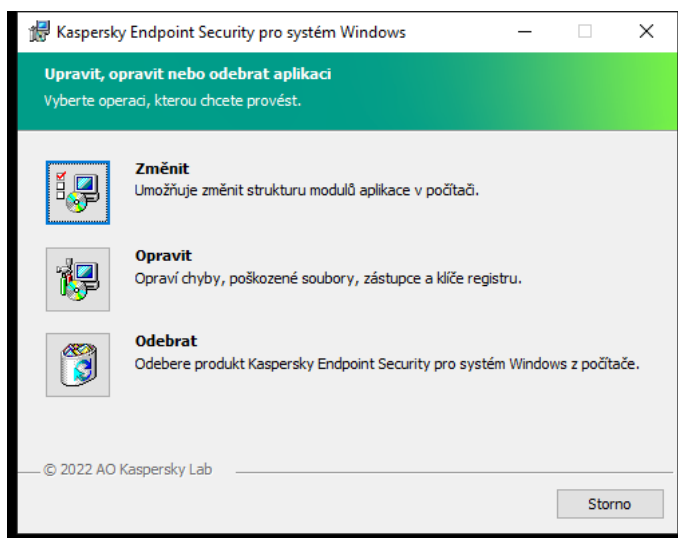 Kaspersky Endpoint Security pro systém Windows
Upravit, opravit nebo odebrat aplikaci
Vyberte operaci, kterou chcete provést.
Změnit
Umožňuje změnit strukturu modulů aplikace v počítači.
Opravit
Opraví chyby, poškozené soubory, zástupce a klíče registru.
Odebrat
Odebere produkt Kaspersky Endpoint Security pro systém Windows z počítače.
© 2022 AO Kaspersky Lab
Storno